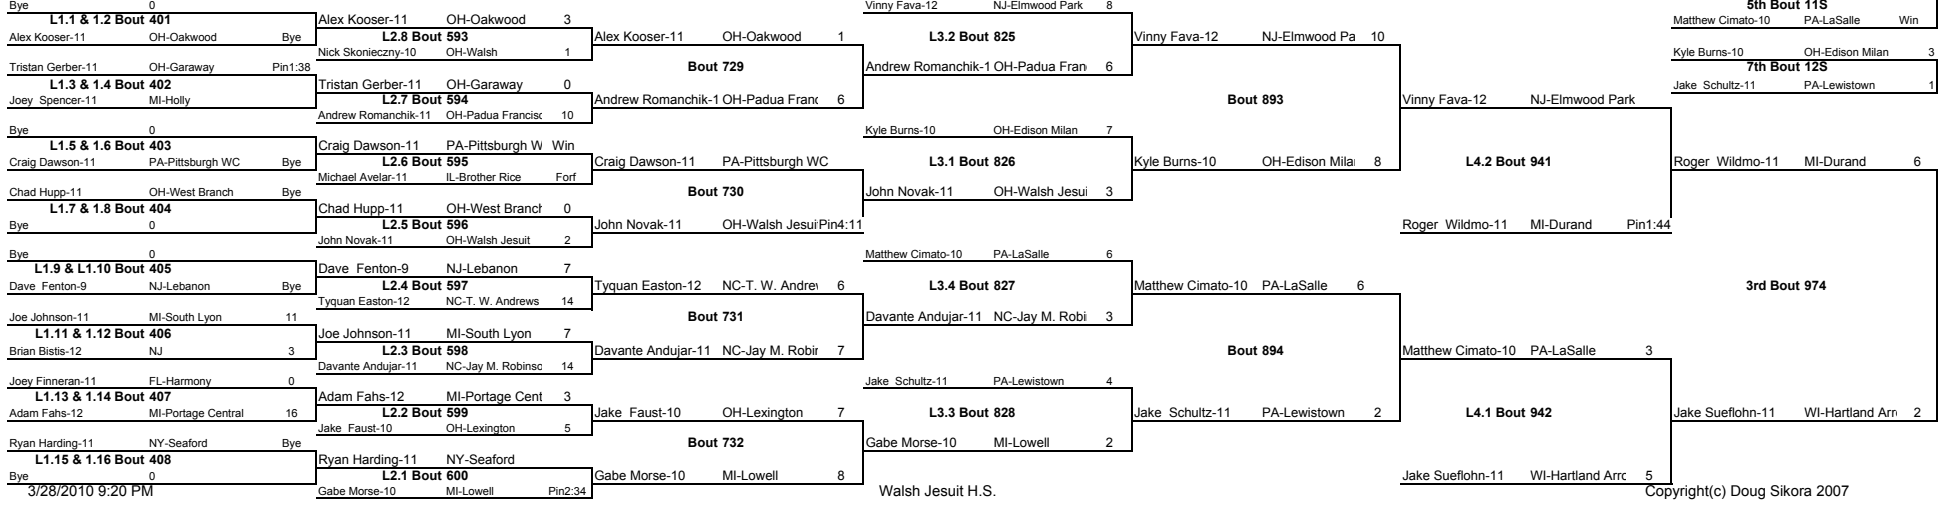 Bye 0
L1.1 & 1.2 Bout 401
Alex Kooser-11 OH-Oakwood Bye
Tristan Gerber-11 OH-Garaway Pin1:38
L1.3 & 1.4 Bout 402
Joey Spencer-11 MI-Holly
Bye 0
L1.5 & 1.6 Bout 403
Craig Dawson-11 PA-Pittsburgh WC Bye
Chad Hupp-11 OH-West Branch Bye
L1.7 & 1.8 Bout 404
Bye 0
Bye 0
L1.9 & L1.10 Bout 405
Dave Fenton-9 NJ-Lebanon Bye
Joe Johnson-11 MI-South Lyon 11
L1.11 & 1.12 Bout 406
Brian Bistis-12 NJ 3
Joey Finneran-11 FL-Harmony 0
L1.13 & 1.14 Bout 407
Adam Fahs-12 MI-Portage Central 16
Ryan Harding-11 NY-Seaford Bye
L1.15 & 1.16 Bout 408
Bye 0
Alex Kooser-11 OH-Oakwood 3
L2.8 Bout 593
Nick Skonieczny-10 OH-Walsh 1
Tristan Gerber-11 OH-Garaway 0
L2.7 Bout 594
Andrew Romanchik-11 OH-Padua Francisc 10
Craig Dawson-11 PA-Pittsburgh W Win
L2.6 Bout 595
Michael Avelar-11 IL-Brother Rice Forf
Chad Hupp-11 OH-West Branch 0
L2.5 Bout 596
John Novak-11 OH-Walsh Jesuit 2
Dave Fenton-9 NJ-Lebanon 7
L2.4 Bout 597
Tyquan Easton-12 NC-T. W. Andrews 14
Joe Johnson-11 MI-South Lyon 7
L2.3 Bout 598
Davante Andujar-11 NC-Jay M. Robinsc 14
Adam Fahs-12 MI-Portage Cent 3
L2.2 Bout 599
Jake Faust-10 OH-Lexington 5
Ryan Harding-11 NY-Seaford
L2.1 Bout 600
Gabe Morse-10 MI-Lowell Pin2:34
Alex Kooser-11 OH-Oakwood 1
Bout 729
Andrew Romanchik-1 OH-Padua Franc 6
Craig Dawson-11 PA-Pittsburgh WC
Bout 730
John Novak-11 OH-Walsh Jesui Pin4:11
Tyquan Easton-12 NC-T. W. Andrev 6
Bout 731
Davante Andujar-11 NC-Jay M. Robir 7
Jake Faust-10 OH-Lexington 7
Bout 732
Gabe Morse-10 MI-Lowell 8
Vinny Fava-12 NJ-Elmwood Park 8
L3.2 Bout 825
Andrew Romanchik-1 OH-Padua Fran 6
Kyle Burns-10 OH-Edison Milan 7
L3.1 Bout 826
John Novak-11 OH-Walsh Jesui 3
Matthew Cimato-10 PA-LaSalle 6
L3.4 Bout 827
Davante Andujar-11 NC-Jay M. Robi 3
Jake Schultz-11 PA-Lewistown 4
L3.3 Bout 828
Gabe Morse-10 MI-Lowell 2
Vinny Fava-12 NJ-Elmwood Pa 10
Bout 893
Kyle Burns-10 OH-Edison Mila 8
Matthew Cimato-10 PA-LaSalle 6
Bout 894
Jake Schultz-11 PA-Lewistown 2
Vinny Fava-12 NJ-Elmwood Park
L4.2 Bout 941
Roger Wildmo-11 MI-Durand Pin1:44
Matthew Cimato-10 PA-LaSalle 3
L4.1 Bout 942
Jake Sueflohn-11 WI-Hartland Arrc 5
5th Bout 11S
Matthew Cimato-10 PA-LaSalle Win
Kyle Burns-10 OH-Edison Milan 3
7th Bout 12S
Jake Schultz-11 PA-Lewistown 1
Roger Wildmo-11 MI-Durand 6
3rd Bout 974
Jake Sueflohn-11 WI-Hartland Arr 2
3/28/2010 9:20 PM Walsh Jesuit H.S. Copyright(c) Doug Sikora 2007